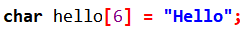 char hello[6] = "Hello";